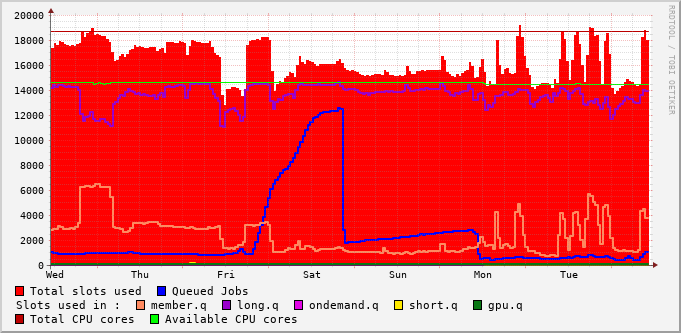 RRDTOOL / TOBI OETIKER
20000
18000
16000
14000
12000
10000
8000
6000
4000
2000
0
Wed Thu Fri Sat Sun Mon Tue
Total slots used Queued Jobs
Slots used in : member.q long.q ondemand.q short.q gpu.q
Total CPU cores Available CPU cores